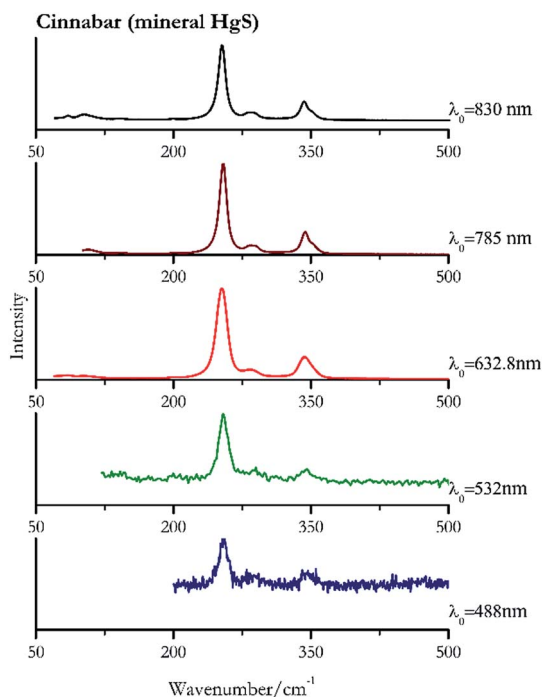 Cinnabar (mineral HgS)
λ₀=830 nm
50 200 350 500
λ₀=785 nm
50 200 350 500
Intensity
λ₀=632.8nm
50 200 350 500
λ₀=532nm
50 200 350 500
λ₀=488nm
50 200 350 500
Wavenumber/cm⁻¹